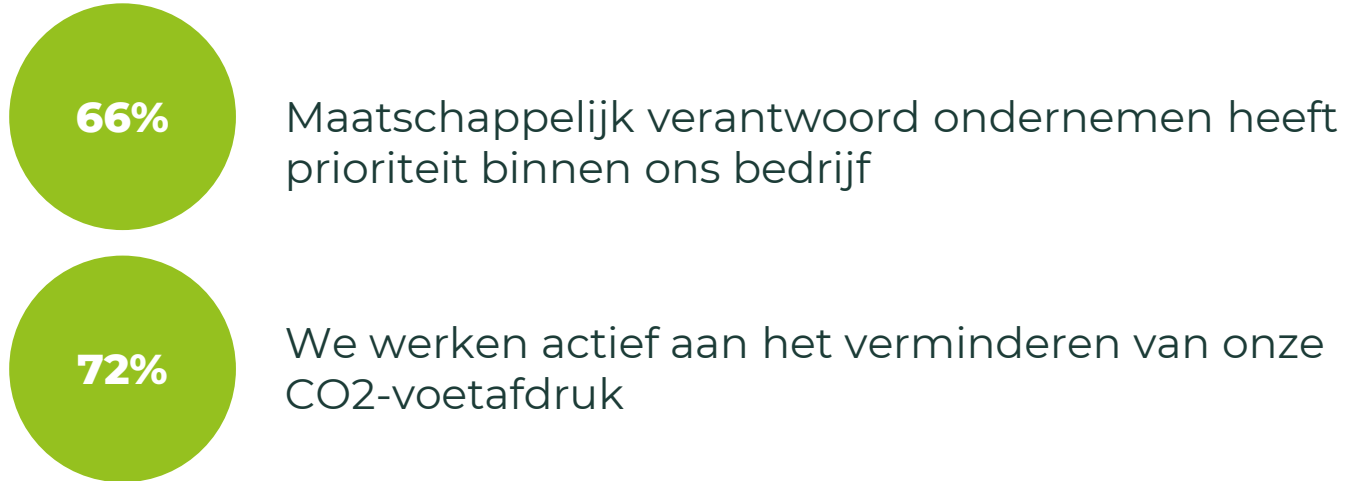 66%
Maatschappelijk verantwoord ondernemen heeft
prioriteit binnen ons bedrijf
72%
We werken actief aan het verminderen van onze
CO2-voetafdruk